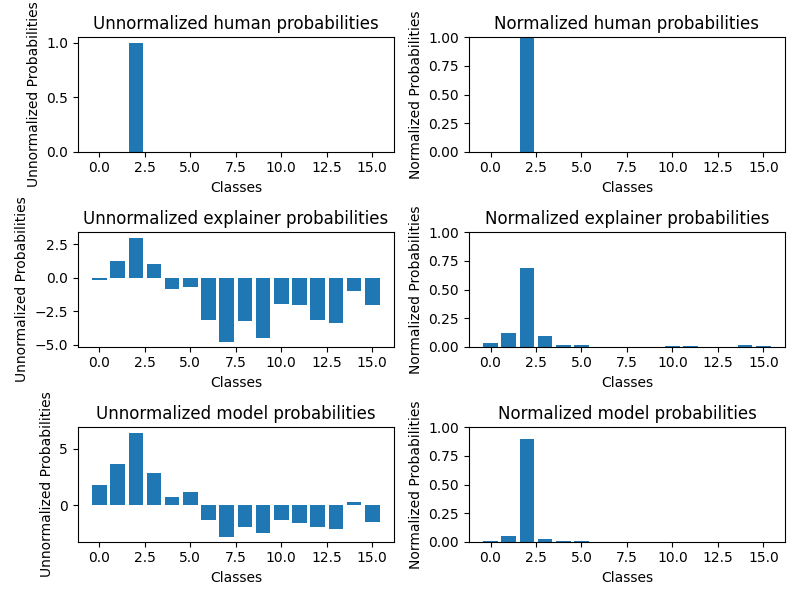 Unnormalized human probabilities
Unnormalized Probabilities
1.0
0.5
0.0
0.0 2.5 5.0 7.5 10.0 12.5 15.0
Classes
Normalized human probabilities
Normalized Probabilities
1.00
0.75
0.50
0.25
0.00
0.0 2.5 5.0 7.5 10.0 12.5 15.0
Classes
Unnormalized explainer probabilities
Unnormalized Probabilities
2.5
0.0
−2.5
−5.0
0.0 2.5 5.0 7.5 10.0 12.5 15.0
Classes
Normalized explainer probabilities
Normalized Probabilities
1.00
0.75
0.50
0.25
0.00
0.0 2.5 5.0 7.5 10.0 12.5 15.0
Classes
Unnormalized model probabilities
Unnormalized Probabilities
5
0
0.0 2.5 5.0 7.5 10.0 12.5 15.0
Classes
Normalized model probabilities
Normalized Probabilities
1.00
0.75
0.50
0.25
0.00
0.0 2.5 5.0 7.5 10.0 12.5 15.0
Classes